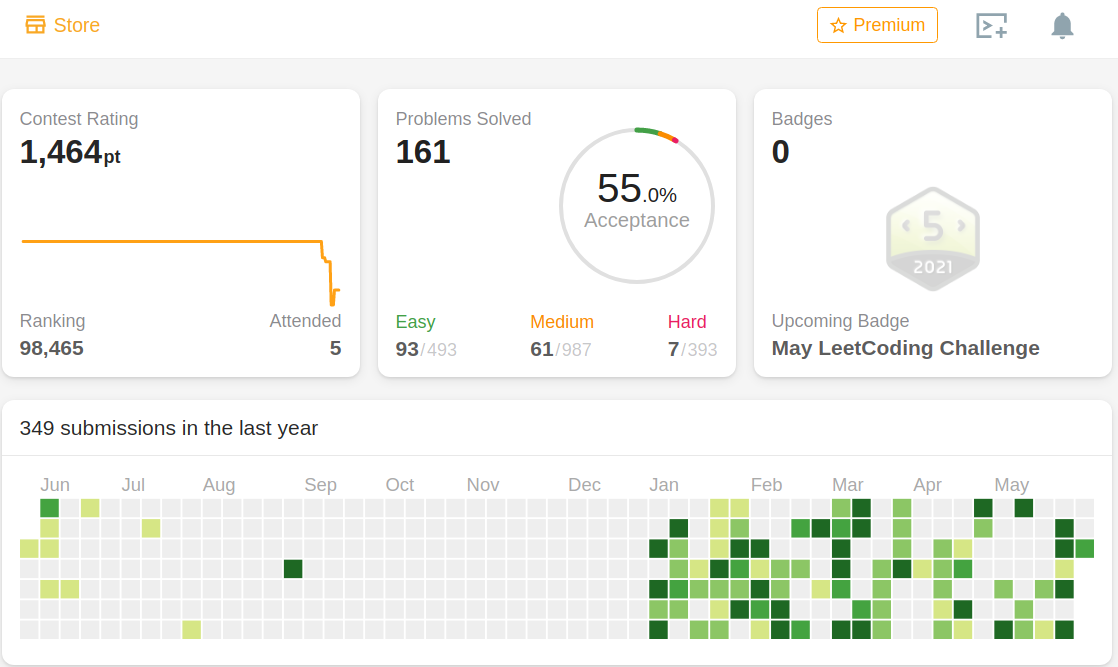 Store
Premium
Contest Rating
1,464pt
Ranking
98,465
Attended
5
Problems Solved
161
55.0%
Acceptance
Easy
93/493
Medium
61/987
Hard
7/393
Badges
0
5
2021
Upcoming Badge
May LeetCoding Challenge
349 submissions in the last year
Jun Jul Aug Sep Oct Nov Dec Jan Feb Mar Apr May